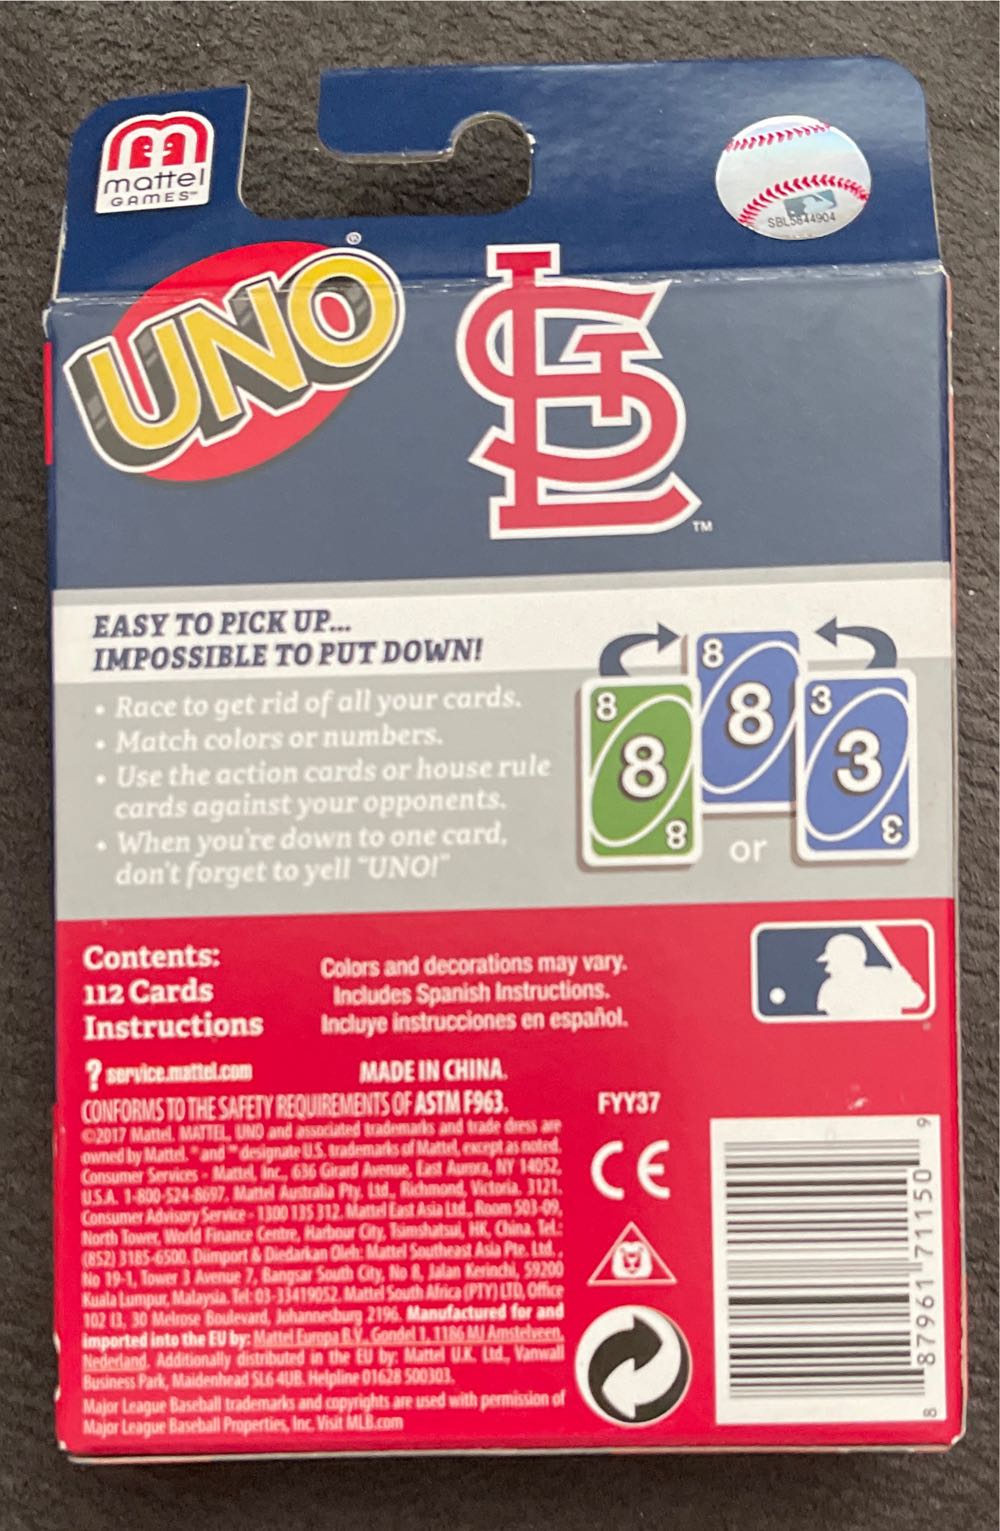 mattel
GAMES™
SBL5844904
UNO®
STL
™
EASY TO PICK UP...
IMPOSSIBLE TO PUT DOWN!
• Race to get rid of all your cards.
• Match colors or numbers.
• Use the action cards or house rule
cards against your opponents.
• When you're down to one card,
don't forget to yell "UNO!"
8
8
8
8
8
3
3
3
or
Contents:
112 Cards
Instructions
Colors and decorations may vary.
Includes Spanish Instructions.
Incluye instrucciones en español.
? service.mattel.com
MADE IN CHINA.
CONFORMS TO THE SAFETY REQUIREMENTS OF ASTM F963.
©2017 Mattel. MATTEL, UNO and associated trademarks and trade dress are
owned by Mattel. ® and ™ designate U.S. trademarks of Mattel, except as noted.
Consumer Services - Mattel, Inc., 636 Girard Avenue, East Aurora, NY 14052,
U.S.A. 1-800-524-8697. Mattel Australia Pty. Ltd., Richmond, Victoria. 3121.
Consumer Advisory Service - 1300 135 312. Mattel East Asia Ltd., Room 503-09,
North Tower, World Finance Centre, Harbour City, Tsimshatsui, HK, China. Tel.:
(852) 3185-6500. Diimport & Diedarkan Oleh: Mattel Southeast Asia Pte. Ltd.,
No 19-1, Tower 3 Avenue 7, Bangsar South City, No 8, Jalan Kerinchi, 59200
Kuala Lumpur, Malaysia. Tel: 03-33419052. Mattel South Africa (PTY) LTD, Office
102 I3, 30 Melrose Boulevard, Johannesburg 2196. Manufactured for and
imported into the EU by: Mattel Europa B.V., Gondel 1, 1186 MJ Amstelveen,
Nederland. Additionally distributed in the EU by: Mattel U.K. Ltd., Vanwall
Business Park, Maidenhead SL6 4UB. Helpline 01628 500303.
Major League Baseball trademarks and copyrights are used with permission of
Major League Baseball Properties, Inc. Visit MLB.com
FYY37
CE
8 87961 71150 9